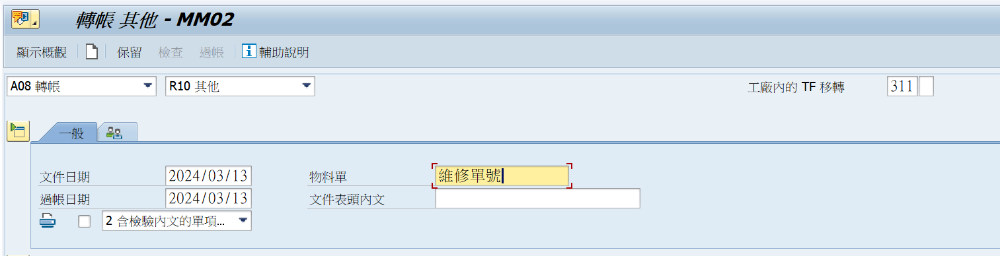 轉帳 其他 - MM02
顯示概觀 保留 檢查 過帳 輔助說明
A08 轉帳 R10 其他 工廠內的 TF 移轉 311
一般
文件日期 2024/03/13 物料單 維修單號
過帳日期 2024/03/13 文件表頭內文
2 含檢驗內文的單項...